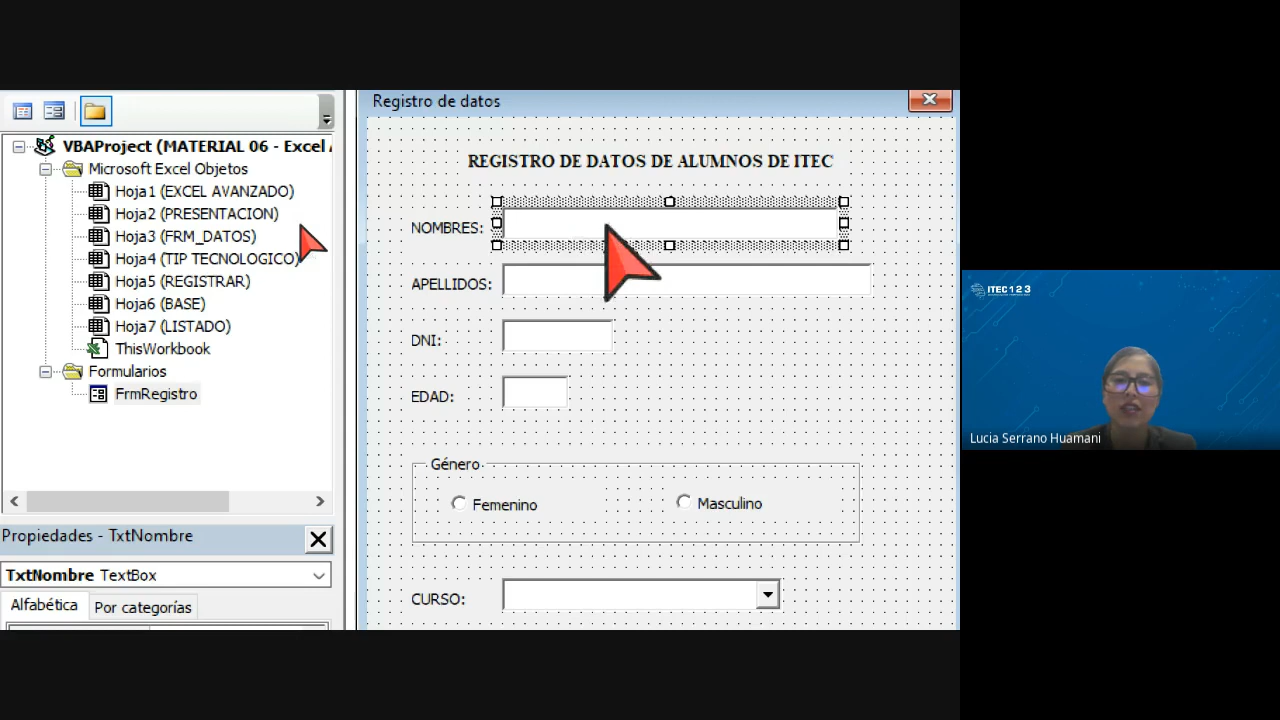 VBAProject (MATERIAL 06 - Excel
Microsoft Excel Objetos
Hoja1 (EXCEL AVANZADO)
Hoja2 (PRESENTACION)
Hoja3 (FRM_DATOS)
Hoja4 (TIP TECNOLOGICO)
Hoja5 (REGISTRAR)
Hoja6 (BASE)
Hoja7 (LISTADO)
ThisWorkbook
Formularios
FrmRegistro
Propiedades - TxtNombre
TxtNombre TextBox
Alfabética
Por categorías
Registro de datos
REGISTRO DE DATOS DE ALUMNOS DE ITEC
NOMBRES:
APELLIDOS:
DNI:
EDAD:
Género
Femenino
Masculino
CURSO:
ITEC 1 2 3
Lucia Serrano Huamani